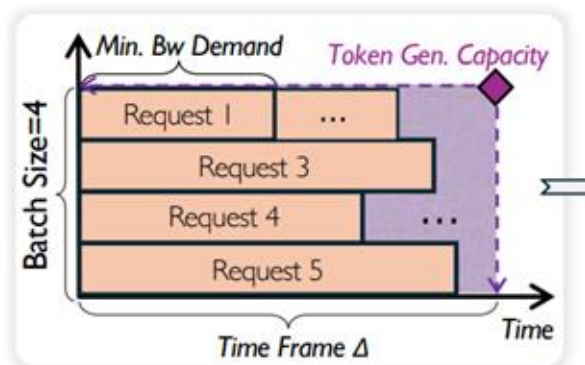 Min. Bw Demand
Token Gen. Capacity
Batch Size=4
Request 1
...
Request 3
Request 4
...
Request 5
Time
Time Frame Δ